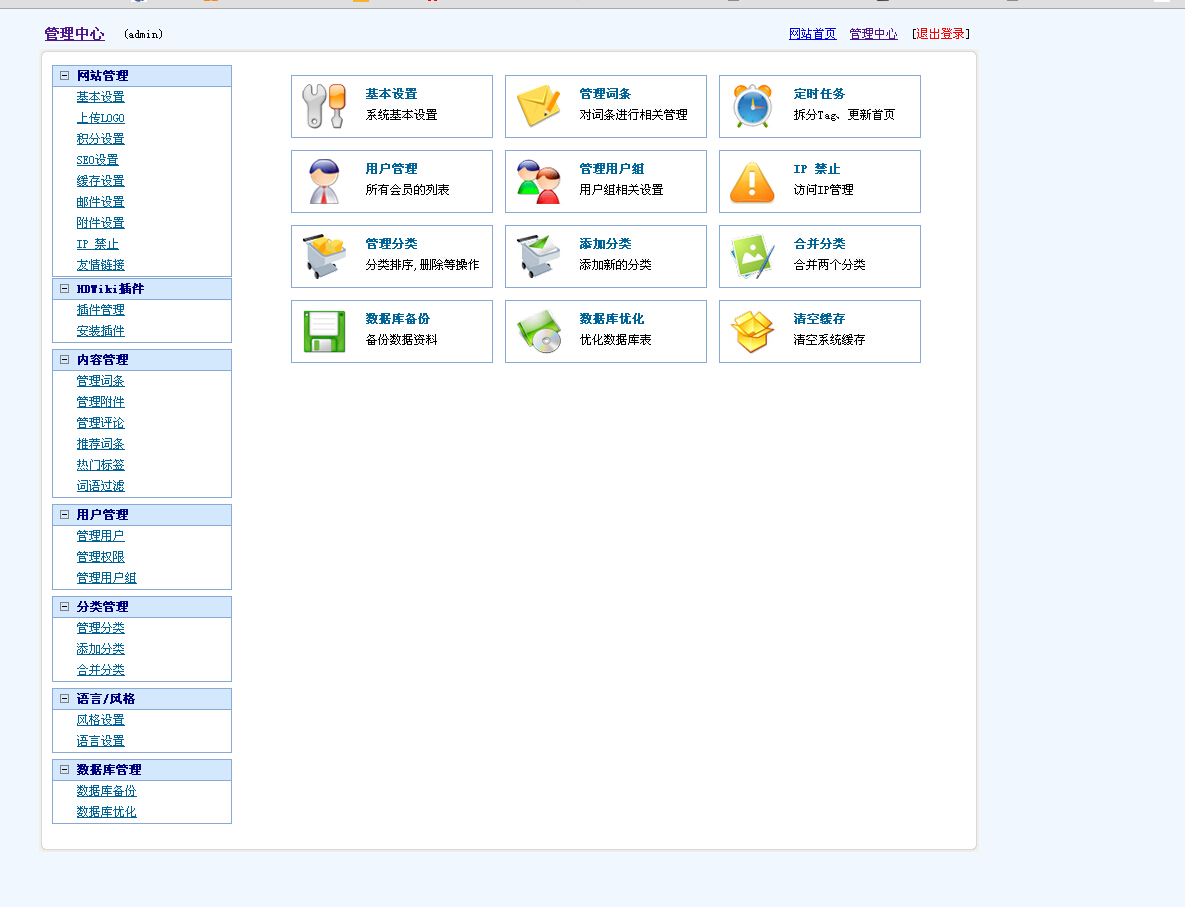 管理中心 (admin)
网站首页 管理中心 [退出登录]
网站管理
基本设置
上传LOGO
积分设置
SEO设置
缓存设置
邮件设置
附件设置
IP 禁止
友情链接
HDWiki插件
插件管理
安装插件
内容管理
管理词条
管理附件
管理评论
推荐词条
热门标签
词语过滤
用户管理
管理用户
管理权限
管理用户组
分类管理
管理分类
添加分类
合并分类
语言/风格
风格设置
语言设置
数据库管理
数据库备份
数据库优化
基本设置
系统基本设置
管理词条
对词条进行相关管理
定时任务
拆分Tag、更新首页
用户管理
所有会员的列表
管理用户组
用户组相关设置
IP 禁止
访问IP管理
管理分类
分类排序,删除等操作
添加分类
添加新的分类
合并分类
合并两个分类
数据库备份
备份数据资料
数据库优化
优化数据库表
清空缓存
清空系统缓存